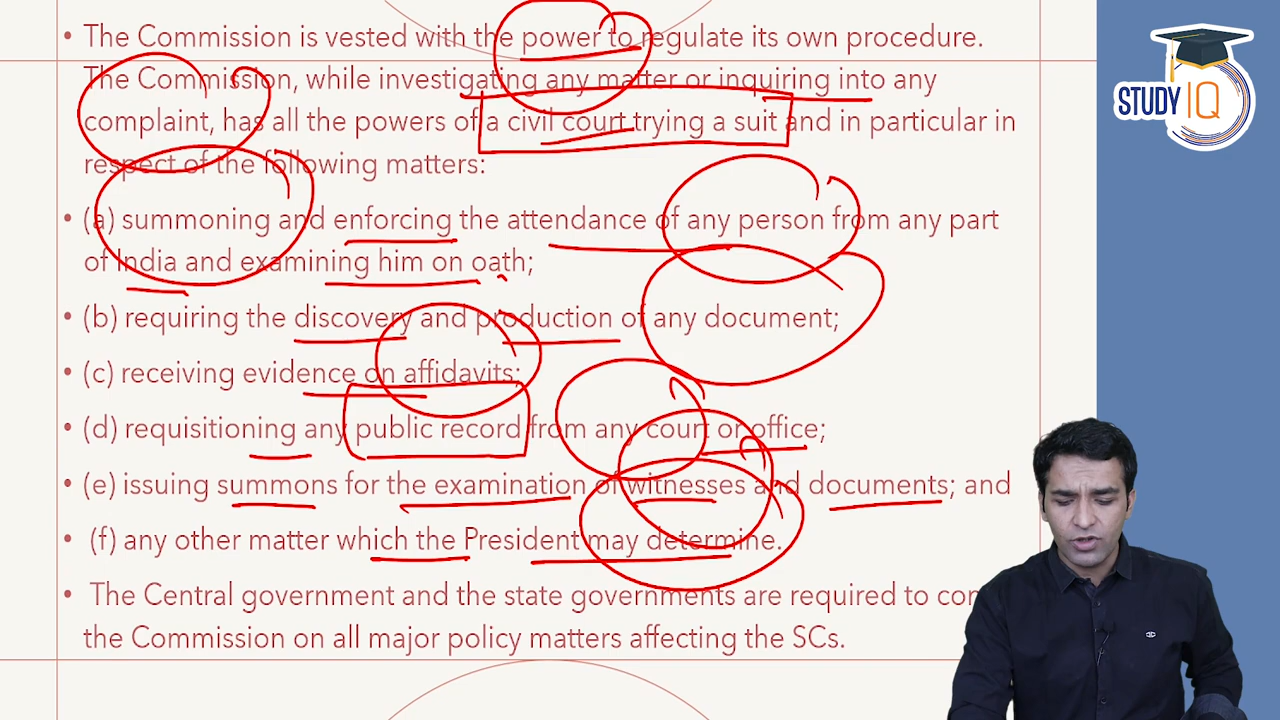 • The Commission is vested with the power to regulate its own procedure.
The Commission, while investigating any matter or inquiring into any
complaint, has all the powers of a civil court trying a suit and in particular in
respect of the following matters:
• (a) summoning and enforcing the attendance of any person from any part
of India and examining him on oath;
• (b) requiring the discovery and production of any document;
• (c) receiving evidence on affidavits;
• (d) requisitioning any public record from any court or office;
• (e) issuing summons for the examination of witnesses and documents; and
• (f) any other matter which the President may determine.
• The Central government and the state governments are required to con
the Commission on all major policy matters affecting the SCs.
STUDY IQ